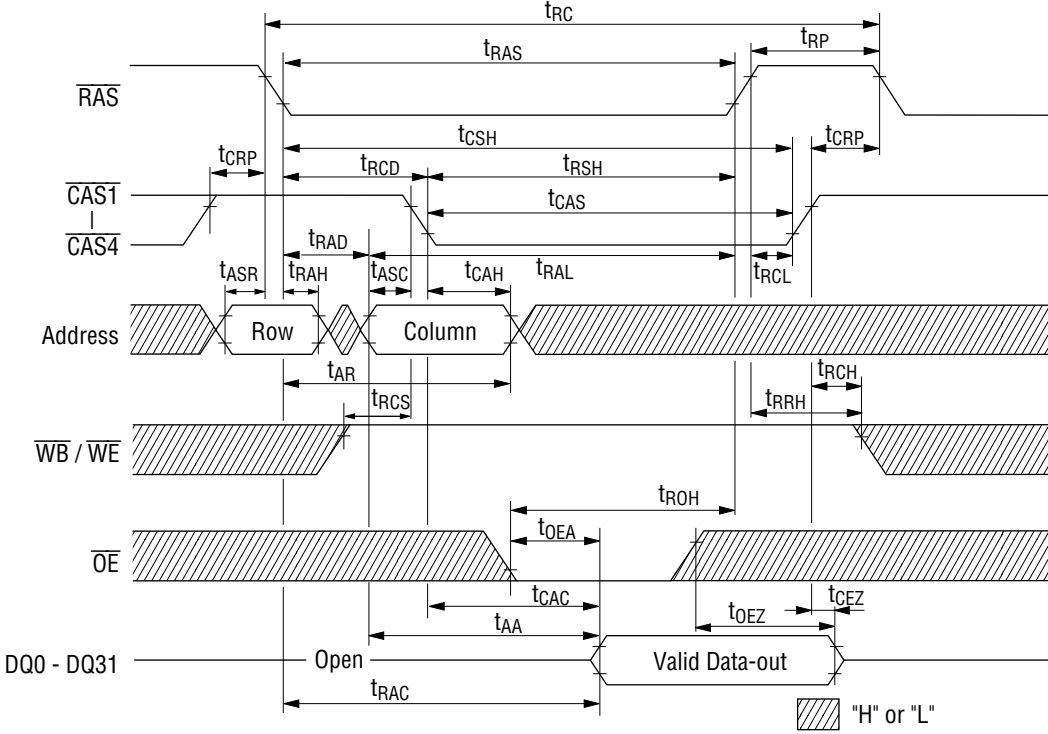 tRC
tRP
tRAS
RAS
tCSH
tCRP
tCRP
tRCD
tRSH
CAS1
|
CAS4
tCAS
tRAD
tRAL
tRCL
tASR
tRAH
tASC
tCAH
Address
Row
Column
tAR
tRCH
tRCS
tRRH
WB / WE
tROH
tOEA
OE
tCAC
tCEZ
tOEZ
tAA
DQ0 - DQ31
Open
Valid Data-out
tRAC
"H" or "L"